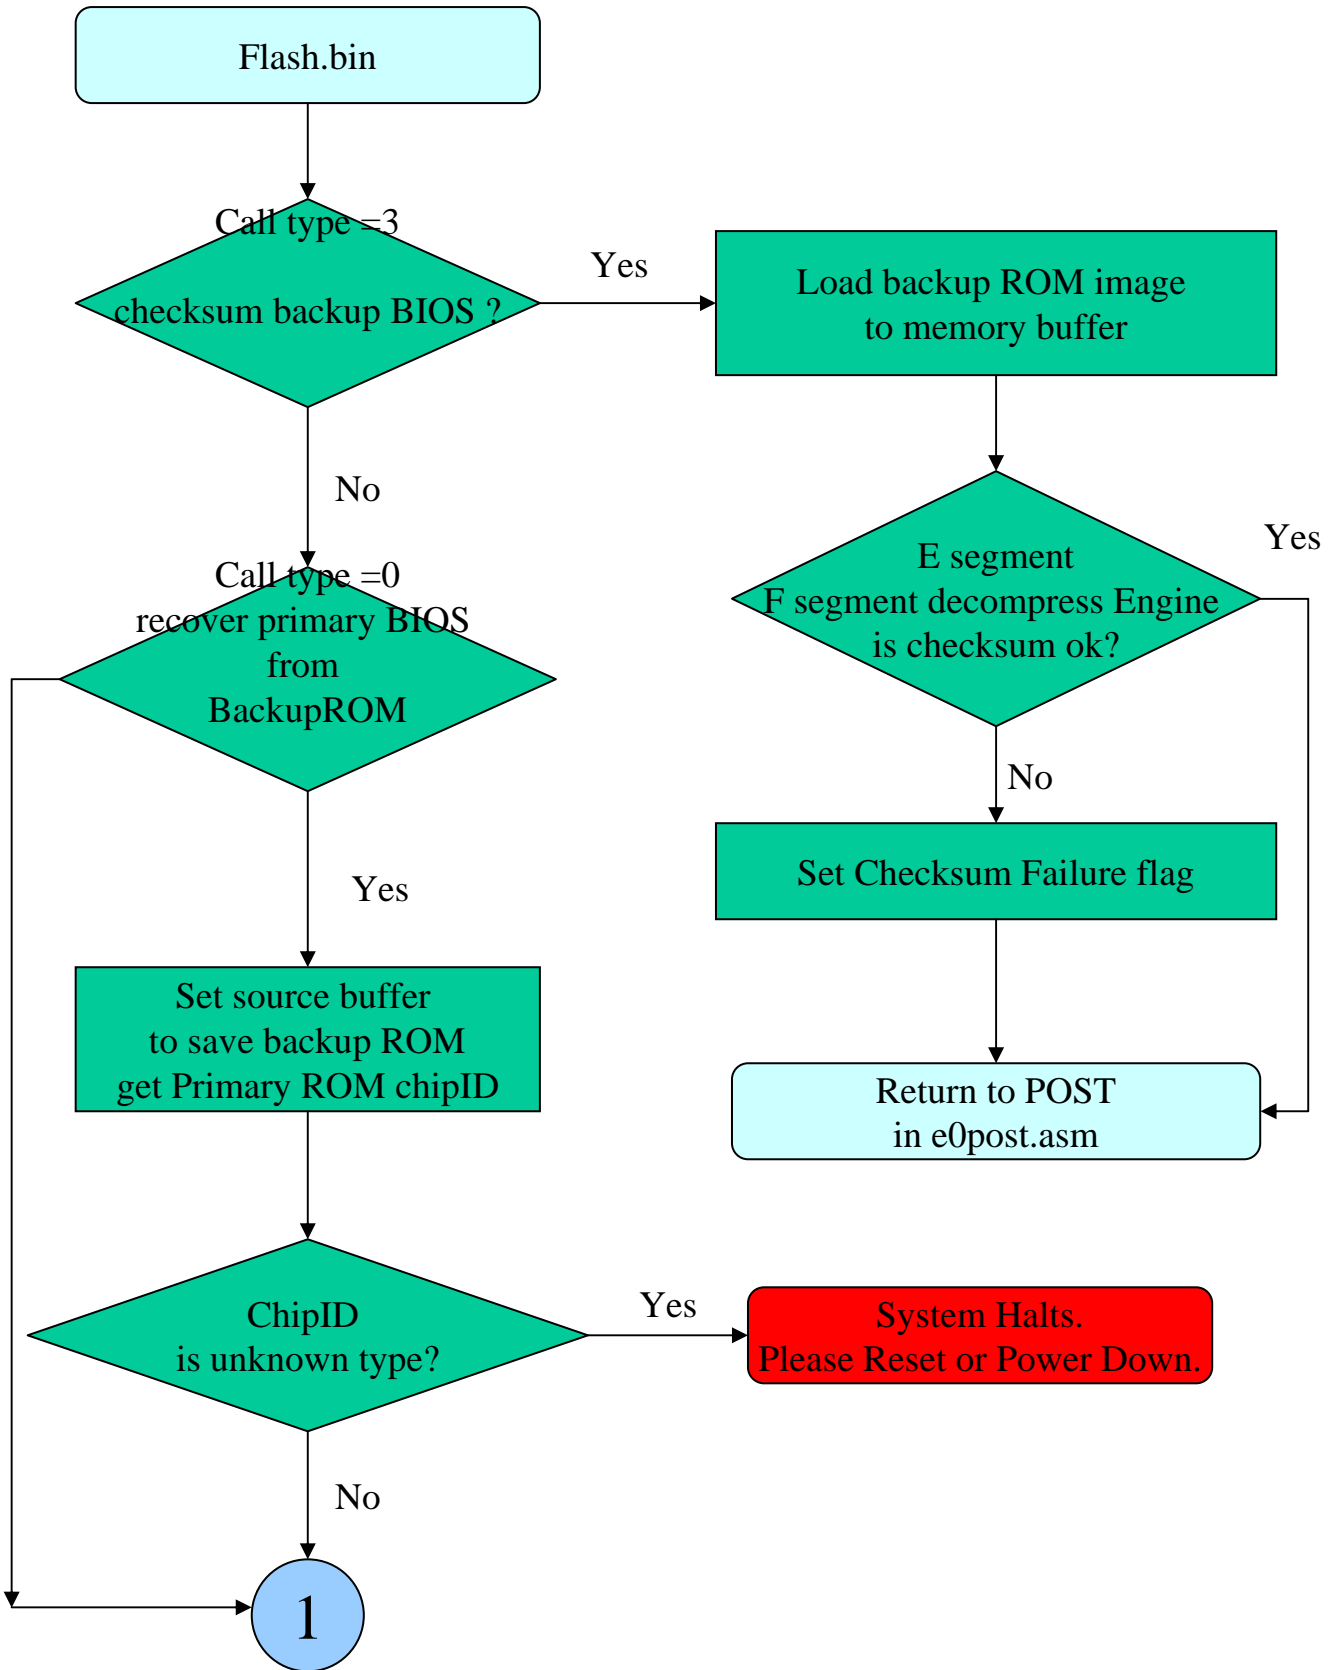 Flash.bin
Call type =3
checksum backup BIOS ?
Yes
Load backup ROM image
to memory buffer
No
E segment
F segment decompress Engine
is checksum ok?
Yes
Call type =0
recover primary BIOS
from
BackupROM
No
Set Checksum Failure flag
Yes
Set source buffer
to save backup ROM
get Primary ROM chipID
Return to POST
in e0post.asm
ChipID
is unknown type?
Yes
System Halts.
Please Reset or Power Down.
No
1